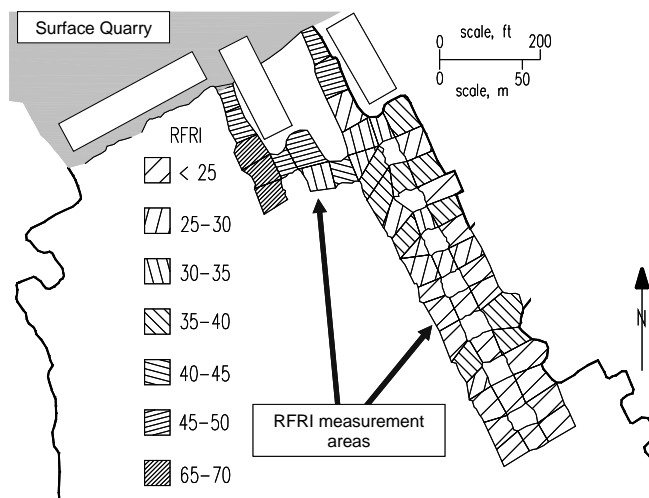 Surface Quarry
0 scale, ft 200
0 scale, m 50
RFRI
< 25
25-30
30-35
35-40
40-45
45-50
65-70
N
RFRI measurement
areas